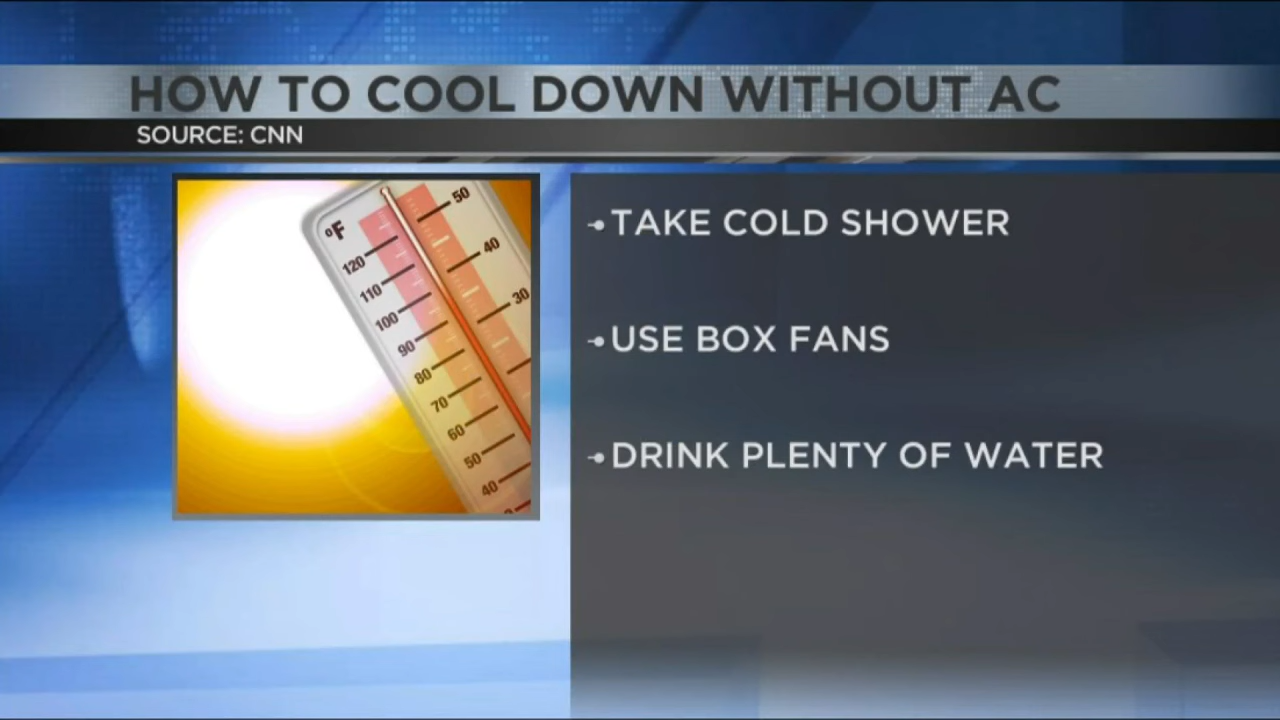 HOW TO COOL DOWN WITHOUT AC
SOURCE: CNN
°F
120
110
100
90
80
70
60
50
40
50
40
30
TAKE COLD SHOWER
USE BOX FANS
DRINK PLENTY OF WATER